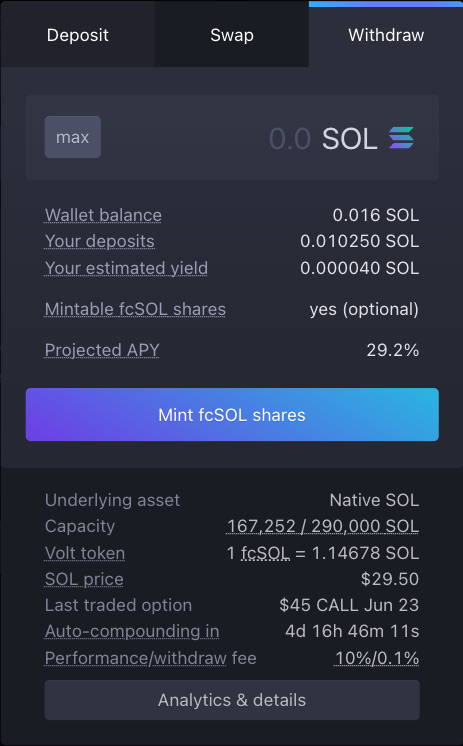 Deposit Swap Withdraw
max 0.0 SOL
Wallet balance 0.016 SOL
Your deposits 0.010250 SOL
Your estimated yield 0.000040 SOL
Mintable fcSOL shares yes (optional)
Projected APY 29.2%
Mint fcSOL shares
Underlying asset Native SOL
Capacity 167,252 / 290,000 SOL
Volt token 1 fcSOL = 1.14678 SOL
SOL price $29.50
Last traded option $45 CALL Jun 23
Auto-compounding in 4d 16h 46m 11s
Performance/withdraw fee 10%/0.1%
Analytics & details